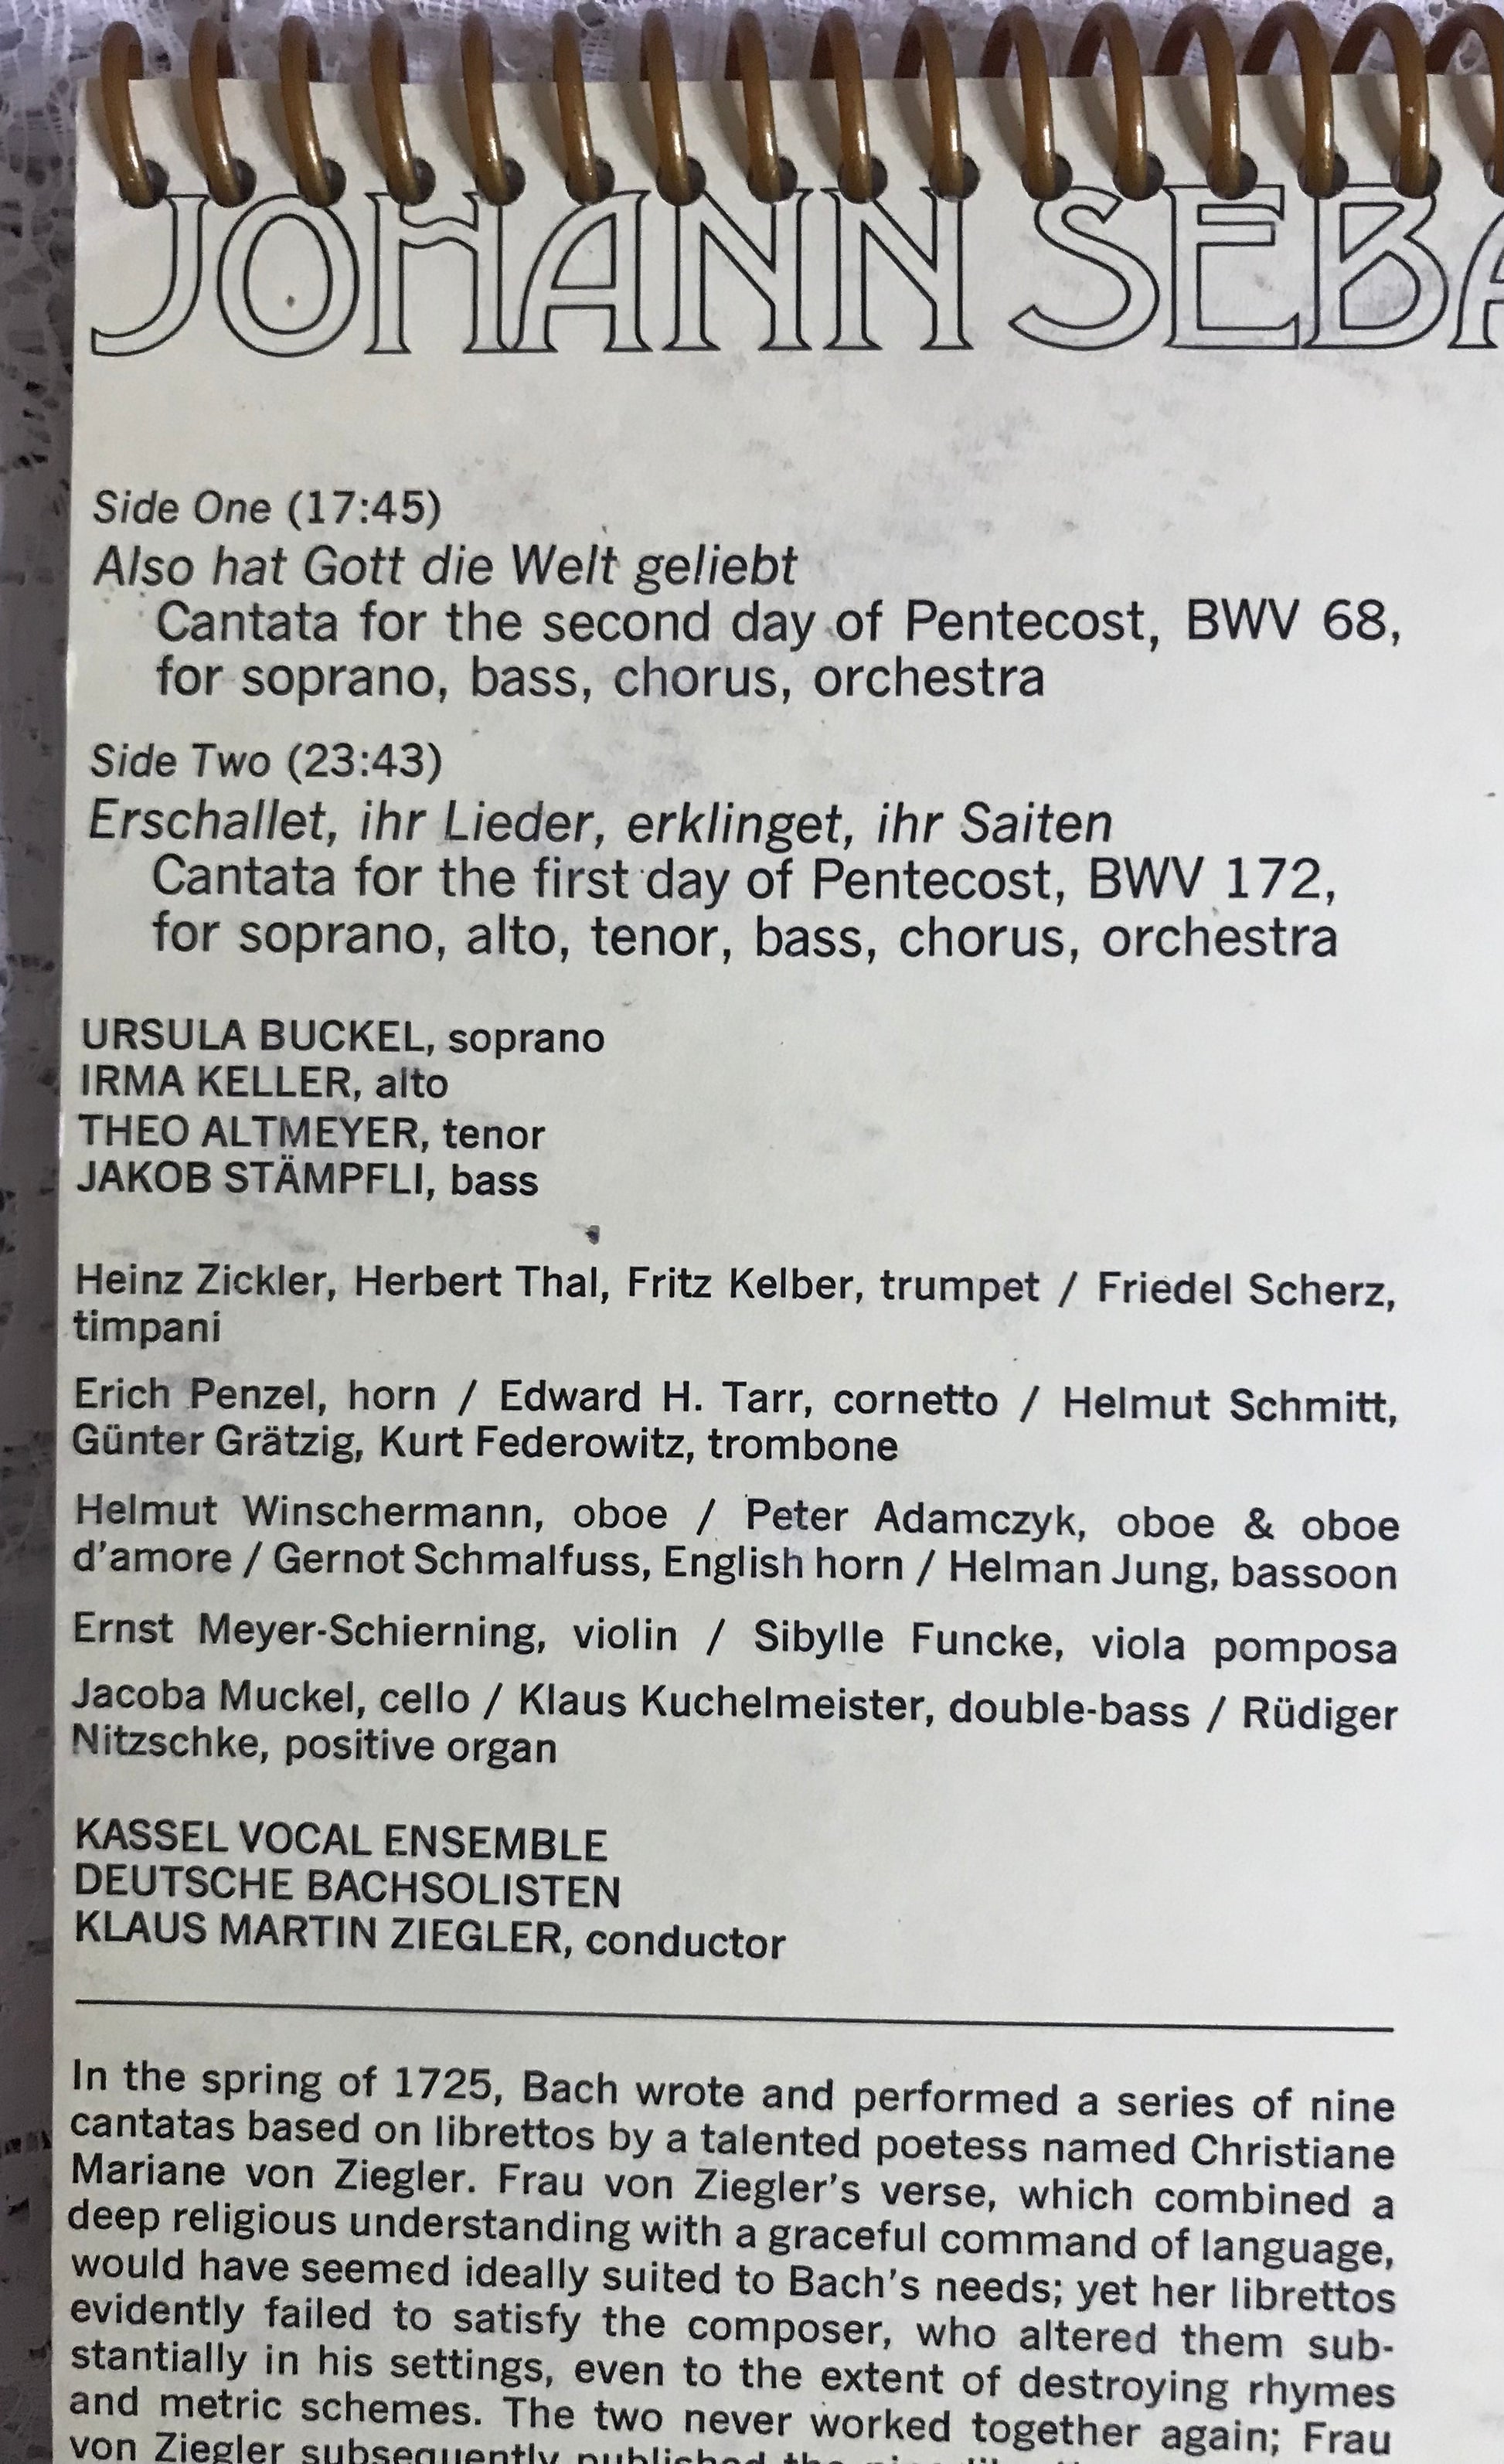 JOHANN SEBA
Side One (17:45)
Also hat Gott die Welt geliebt
Cantata for the second day of Pentecost, BWV 68,
for soprano, bass, chorus, orchestra
Side Two (23:43)
Erschallet, ihr Lieder, erklinget, ihr Saiten
Cantata for the first day of Pentecost, BWV 172,
for soprano, alto, tenor, bass, chorus, orchestra
URSULA BUCKEL, soprano
IRMA KELLER, alto
THEO ALTMEYER, tenor
JAKOB STÄMPFLI, bass
Heinz Zickler, Herbert Thal, Fritz Kelber, trumpet / Friedel Scherz,
timpani
Erich Penzel, horn / Edward H. Tarr, cornetto / Helmut Schmitt,
Günter Grätzig, Kurt Federowitz, trombone
Helmut Winschermann, oboe / Peter Adamczyk, oboe & oboe
d'amore / Gernot Schmalfuss, English horn / Helman Jung, bassoon
Ernst Meyer-Schierning, violin / Sibylle Funcke, viola pomposa
Jacoba Muckel, cello / Klaus Kuchelmeister, double-bass / Rüdiger
Nitzschke, positive organ
KASSEL VOCAL ENSEMBLE
DEUTSCHE BACHSOLISTEN
KLAUS MARTIN ZIEGLER, conductor
In the spring of 1725, Bach wrote and performed a series of nine
cantatas based on librettos by a talented poetess named Christiane
Mariane von Ziegler. Frau von Ziegler's verse, which combined a
deep religious understanding with a graceful command of language,
would have seemed ideally suited to Bach's needs; yet her librettos
evidently failed to satisfy the composer, who altered them sub-
stantially in his settings, even to the extent of destroying rhymes
and metric schemes. The two never worked together again; Frau
von Ziegler subsequently published the nine